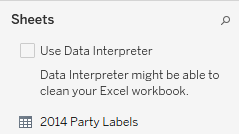 Sheets
Use Data Interpreter
Data Interpreter might be able to
clean your Excel workbook.
2014 Party Labels